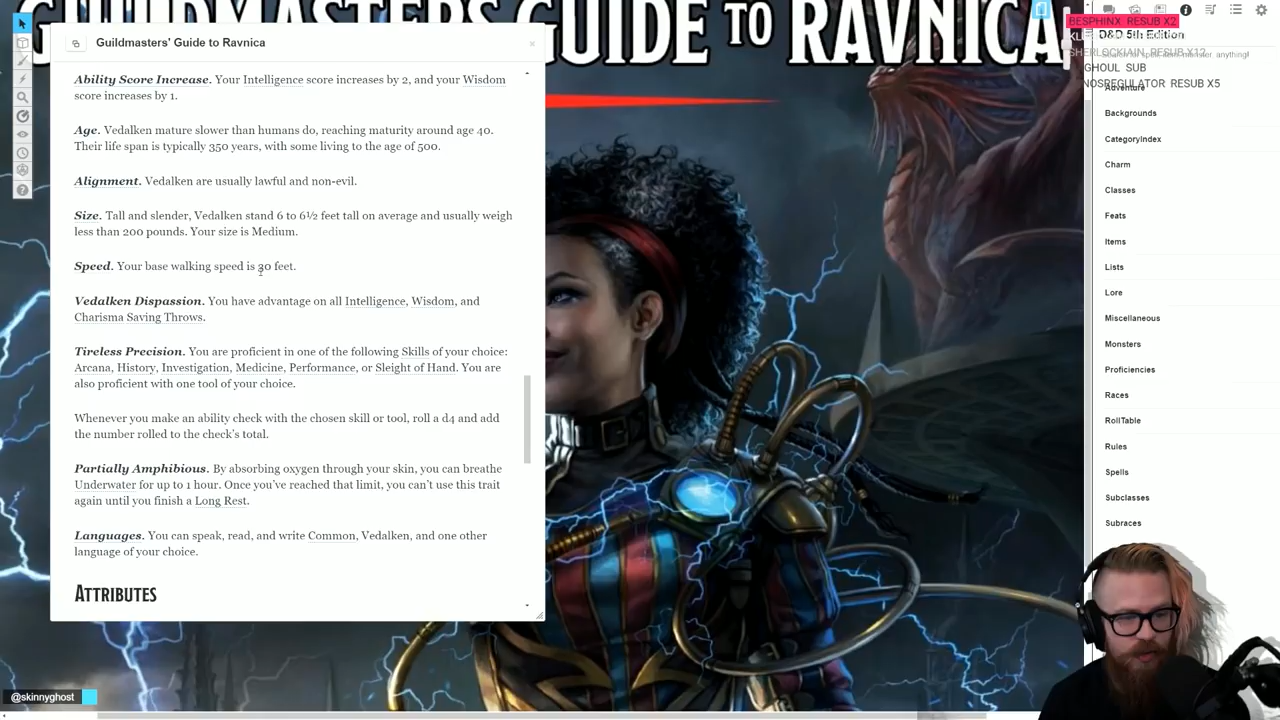 GUILDMASTERS' GUIDE TO RAVNICA
Guildmasters' Guide to Ravnica
Ability Score Increase. Your Intelligence score increases by 2, and your Wisdom
score increases by 1.
Age. Vedalken mature slower than humans do, reaching maturity around age 40.
Their life span is typically 350 years, with some living to the age of 500.
Alignment. Vedalken are usually lawful and non-evil.
Size. Tall and slender, Vedalken stand 6 to 6½ feet tall on average and usually weigh
less than 200 pounds. Your size is Medium.
Speed. Your base walking speed is 30 feet.
Vedalken Dispassion. You have advantage on all Intelligence, Wisdom, and
Charisma Saving Throws.
Tireless Precision. You are proficient in one of the following Skills of your choice:
Arcana, History, Investigation, Medicine, Performance, or Sleight of Hand. You are
also proficient with one tool of your choice.
Whenever you make an ability check with the chosen skill or tool, roll a d4 and add
the number rolled to the check's total.
Partially Amphibious. By absorbing oxygen through your skin, you can breathe
Underwater for up to 1 hour. Once you've reached that limit, you can't use this trait
again until you finish a Long Rest.
Languages. You can speak, read, and write Common, Vedalken, and one other
language of your choice.
ATTRIBUTES
@skinnyghost
BESPHINX RESUB X2
D&D 5th Edition
SHERLOCKIAN RESUB X12
GHOUL SUB
NOSREGULATOR RESUB X5
Adventure
Backgrounds
CategoryIndex
Charm
Classes
Feats
Items
Lists
Lore
Miscellaneous
Monsters
Proficiencies
Races
RollTable
Rules
Spells
Subclasses
Subraces